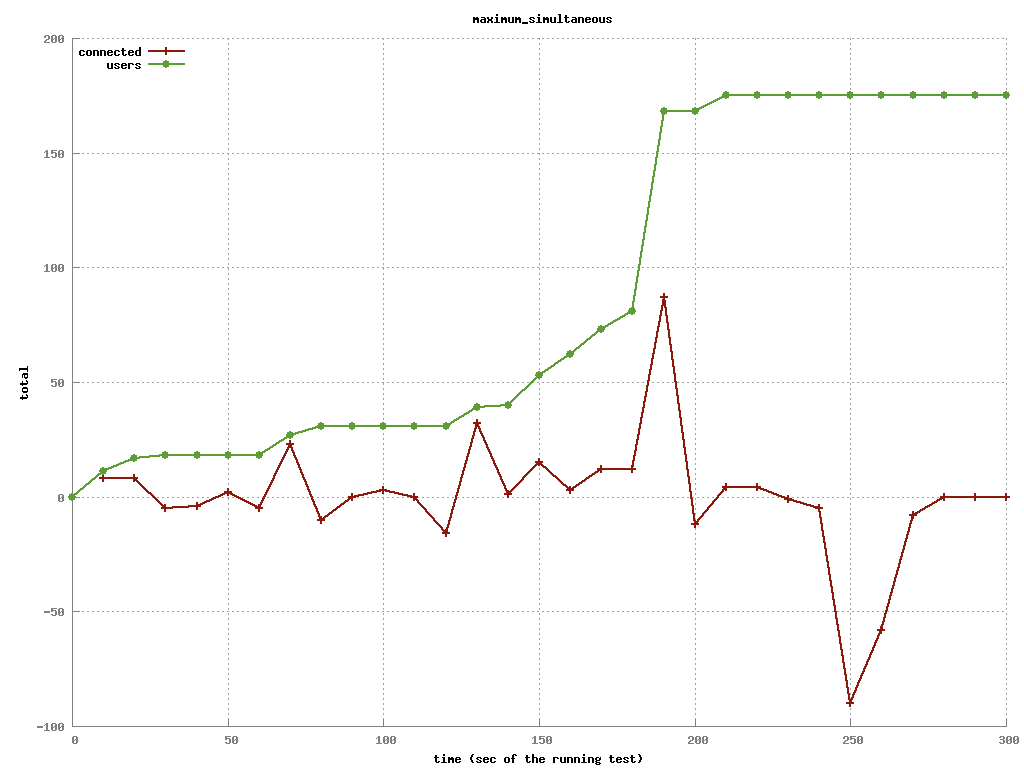 maximum_simultaneous
connected
users
200
150
100
50
0
-50
-100
total
0 50 100 150 200 250 300
time (sec of the running test)